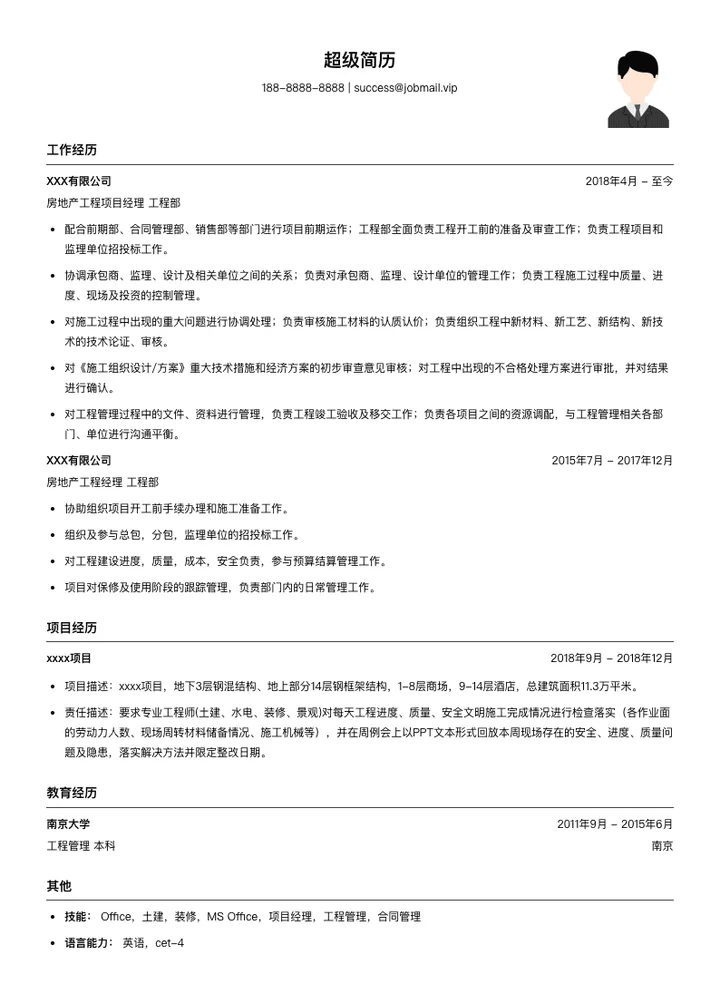 超级简历
188-8888-8888 | success@jobmail.vip
工作经历
XXX有限公司 2018年4月 - 至今
房地产工程项目经理 工程部
• 配合前期部、合同管理部、销售部等部门进行项目前期运作；工程部全面负责工程开工前的准备及审查工作；负责工程项目和
监理单位招投标工作。
• 协调承包商、监理、设计及相关单位之间的关系；负责对承包商、监理、设计单位的管理工作；负责工程施工过程中质量、进
度、现场及投资的控制管理。
• 对施工过程中出现的重大问题进行协调处理；负责审核施工材料的认质认价；负责组织工程中新材料、新工艺、新结构、新技
术的技术论证、审核。
• 对《施工组织设计/方案》重大技术措施和经济方案的初步审查意见审核；对工程中出现的不合格处理方案进行审批，并对结果
进行确认。
• 对工程管理过程中的文件、资料进行管理，负责工程竣工验收及移交工作；负责各项目之间的资源调配，与工程管理相关各部
门、单位进行沟通平衡。
XXX有限公司 2015年7月 - 2017年12月
房地产工程经理 工程部
• 协助组织项目开工前手续办理和施工准备工作。
• 组织及参与总包，分包，监理单位的招投标工作。
• 对工程建设进度，质量，成本，安全负责，参与预算结算管理工作。
• 项目对保修及使用阶段的跟踪管理，负责部门内的日常管理工作。
项目经历
xxxx项目 2018年9月 - 2018年12月
• 项目描述：xxxx项目，地下3层钢混结构、地上部分14层钢框架结构，1-8层商场，9-14层酒店，总建筑面积11.3万平米。
• 责任描述：要求专业工程师(土建、水电、装修、景观)对每天工程进度、质量、安全文明施工完成情况进行检查落实（各作业面
的劳动力人数、现场周转材料储备情况、施工机械等），并在周例会上以PPT文本形式回放本周现场存在的安全、进度、质量问
题及隐患，落实解决方法并限定整改日期。
教育经历
南京大学 2011年9月 - 2015年6月
工程管理 本科 南京
其他
• 技能： Office，土建，装修，MS Office，项目经理，工程管理，合同管理
• 语言能力： 英语，cet-4